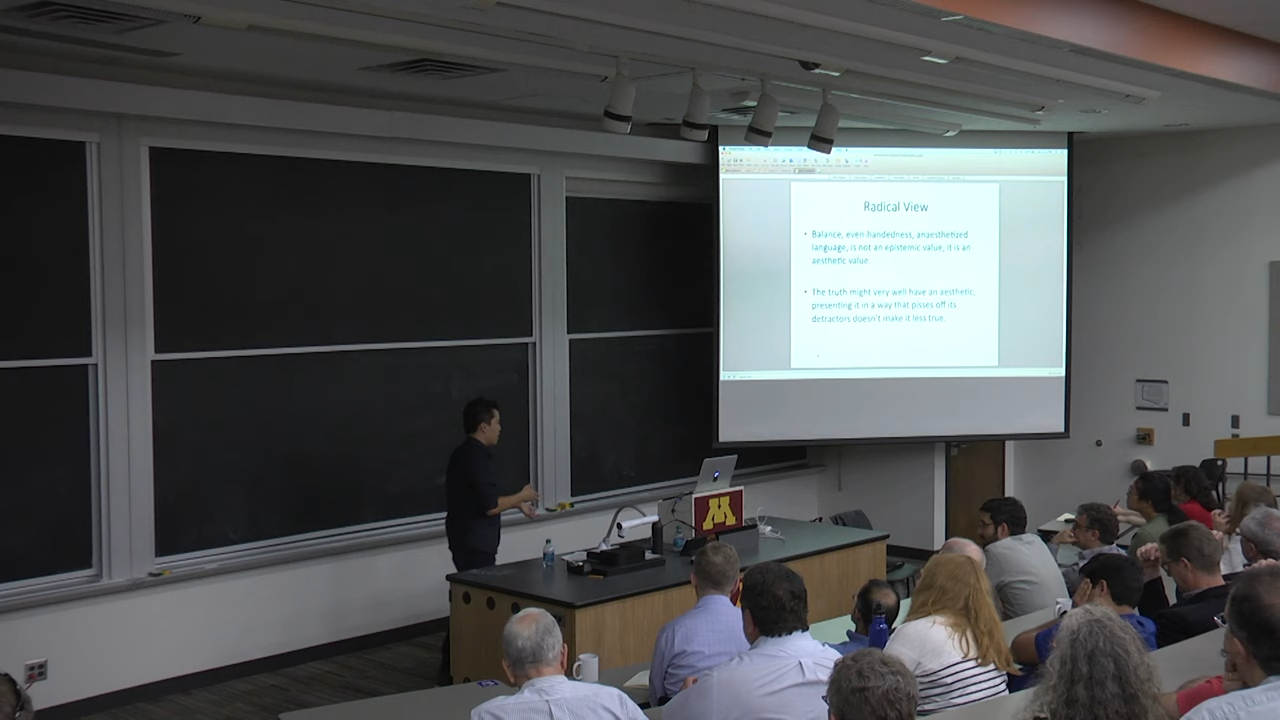 Radical View
• Balance, even-handedness, anaesthetized
language, is not an epistemic value, it is an
aesthetic value.
• The truth might very well have an aesthetic,
presenting it in a way that pisses off its
detractors doesn't make it less true.
M